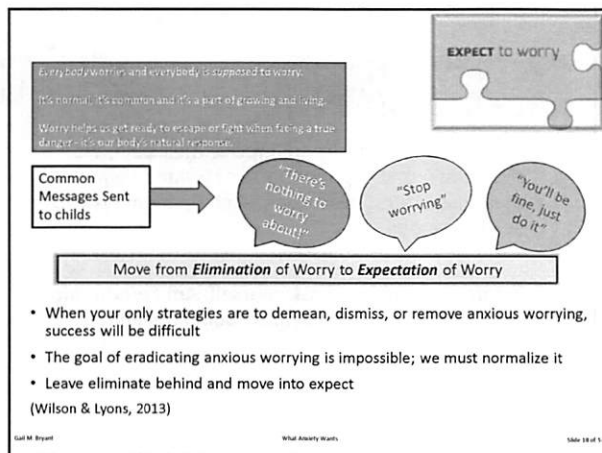 Everybody worries and everybody is supposed to worry.
It's normal, it's common and it's a part of growing and living.
Worry helps us get ready to escape or fight when facing a true
danger - it's our body's natural response.
EXPECT to worry
Common
Messages Sent
to childs
"There's
nothing to
worry
about!"
"Stop
worrying"
"You'll be
fine, just
do it"
Move from Elimination of Worry to Expectation of Worry
• When your only strategies are to demean, dismiss, or remove anxious worrying,
success will be difficult
• The goal of eradicating anxious worrying is impossible; we must normalize it
• Leave eliminate behind and move into expect
(Wilson & Lyons, 2013)
Gail M. Bryant
What Anxiety Wants
Slide 18 of